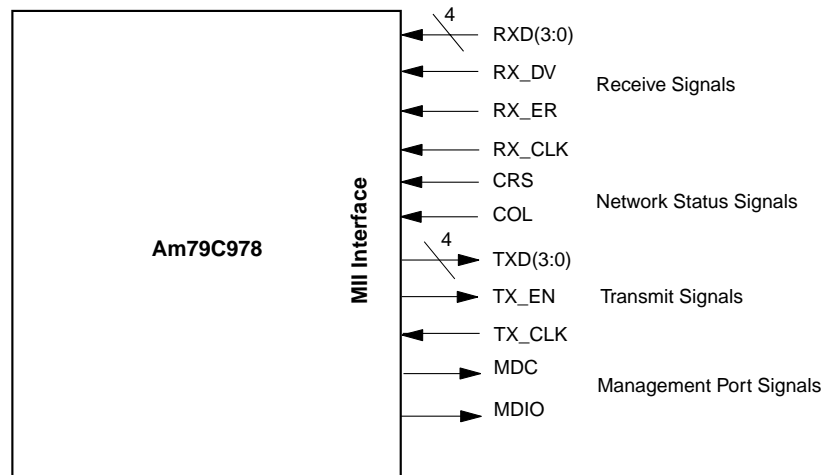 4
RXD(3:0)
RX_DV
Receive Signals
RX_ER
RX_CLK
CRS
Network Status Signals
COL
Am79C978
MII Interface
4
TXD(3:0)
TX_EN
Transmit Signals
TX_CLK
MDC
Management Port Signals
MDIO